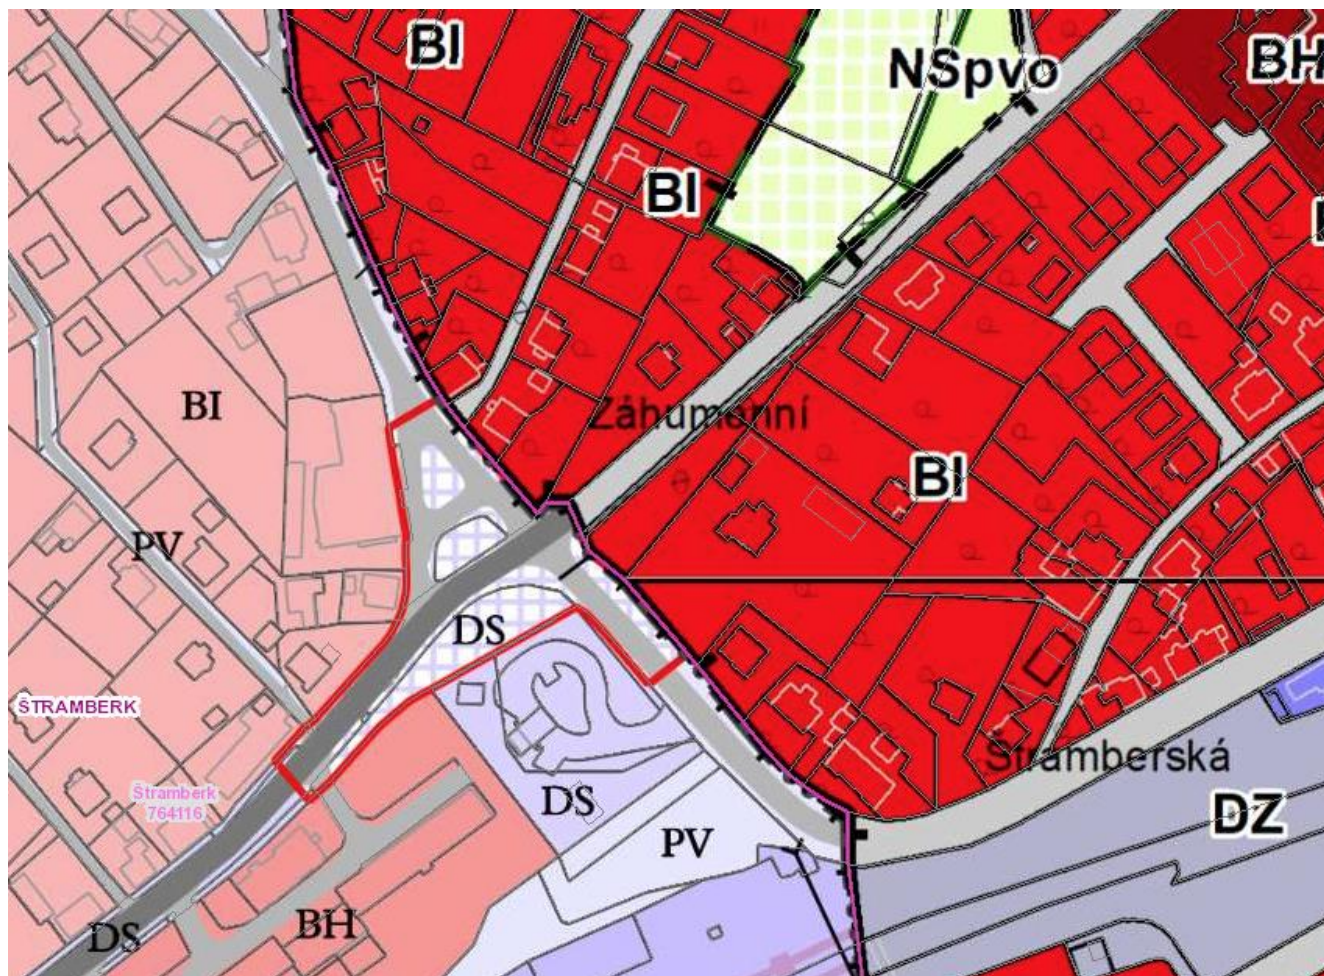 BI
NSpvo
BH
BI
BI
Záhumenní
BI
PV
DS
ŠTRAMBERK
Štramberk
764116
Štramberská
DS
DZ
PV
BH
DS